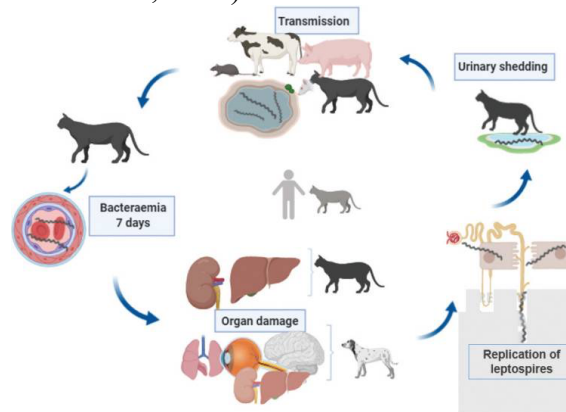 Transmission
Urinary shedding
Bacteraemia
7 days
Organ damage
Replication of
leptospires